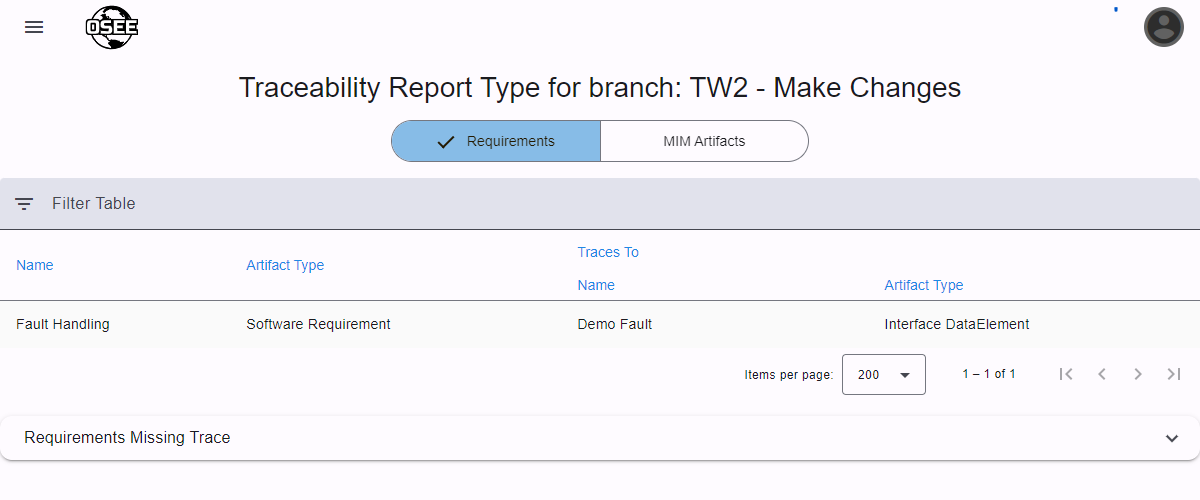 OSEE
Traceability Report Type for branch: TW2 - Make Changes
Requirements MIM Artifacts
Filter Table
Traces To
Name Artifact Type
Name Artifact Type
Fault Handling Software Requirement Demo Fault Interface DataElement
Items per page: 200 1 – 1 of 1
Requirements Missing Trace